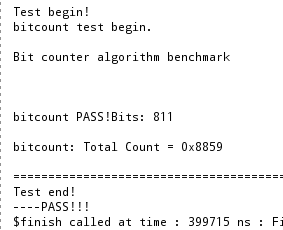 Test begin!
bitcount test begin.
Bit counter algorithm benchmark
bitcount PASS!Bits: 811
bitcount: Total Count = 0x8859
========================================
Test end!
----PASS!!!
$finish called at time : 399715 ns : Fi